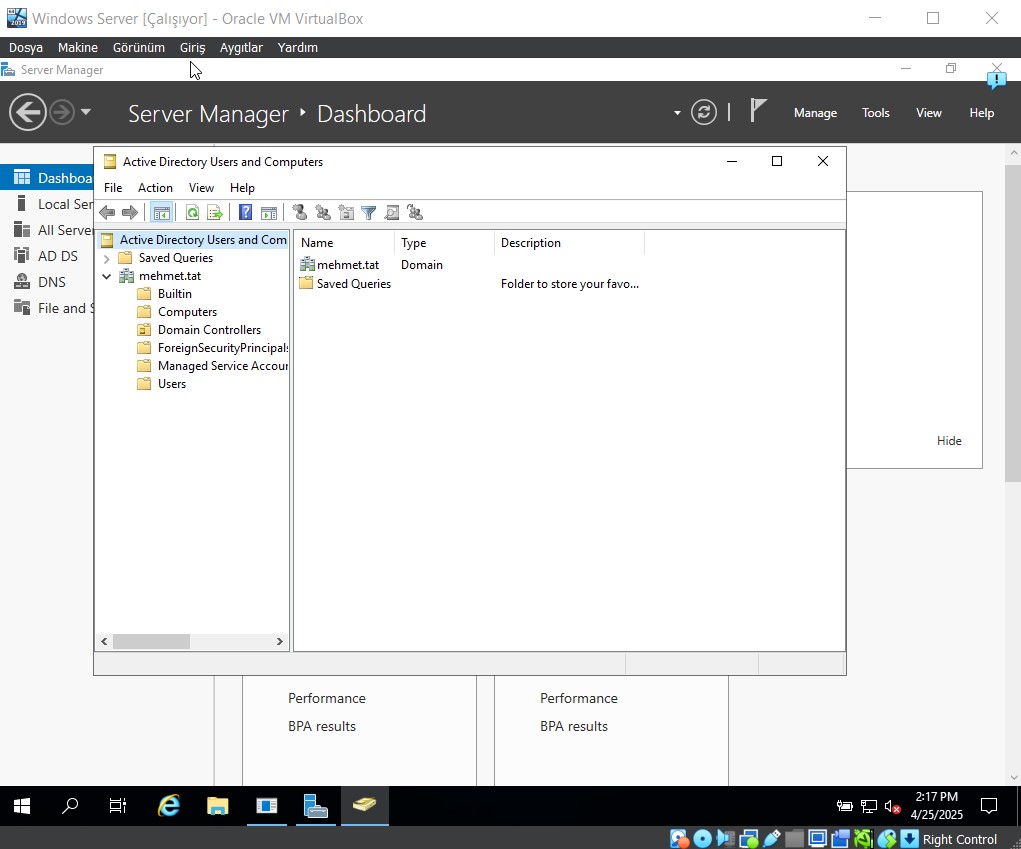 Windows Server [Çalışıyor] - Oracle VM VirtualBox
Dosya Makine Görünüm Giriş Aygıtlar Yardım
Server Manager
Server Manager Dashboard
Manage Tools View Help
Active Directory Users and Computers
File Action View Help
Dashboa
Local Ser
All Server
AD DS
DNS
File and S
Active Directory Users and Com
Saved Queries
mehmet.tat
Builtin
Computers
Domain Controllers
ForeignSecurityPrincipals
Managed Service Accour
Users
Name Type Description
mehmet.tat Domain
Saved Queries Folder to store your favo...
Hide
Performance
BPA results
Performance
BPA results
2:17 PM
4/25/2025
Right Control